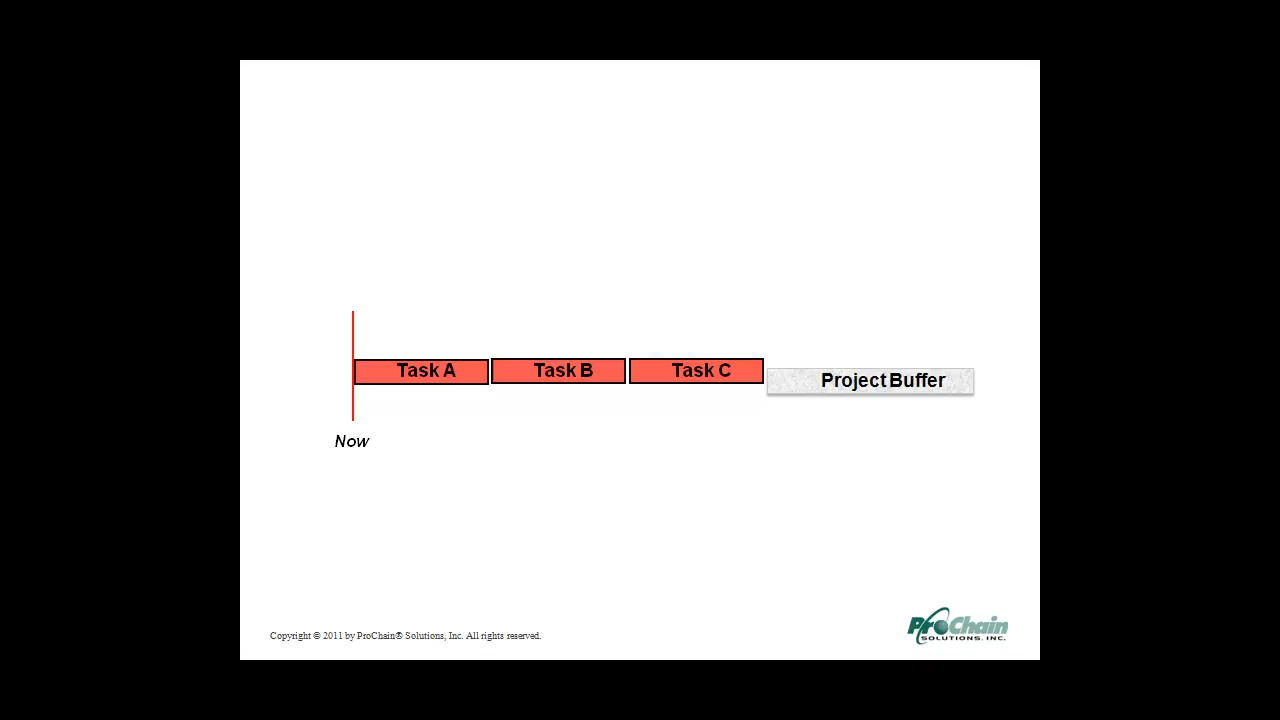 Task A Task B Task C
Project Buffer
Now
Copyright © 2011 by ProChain® Solutions, Inc. All rights reserved.
ProChain
SOLUTIONS, INC.